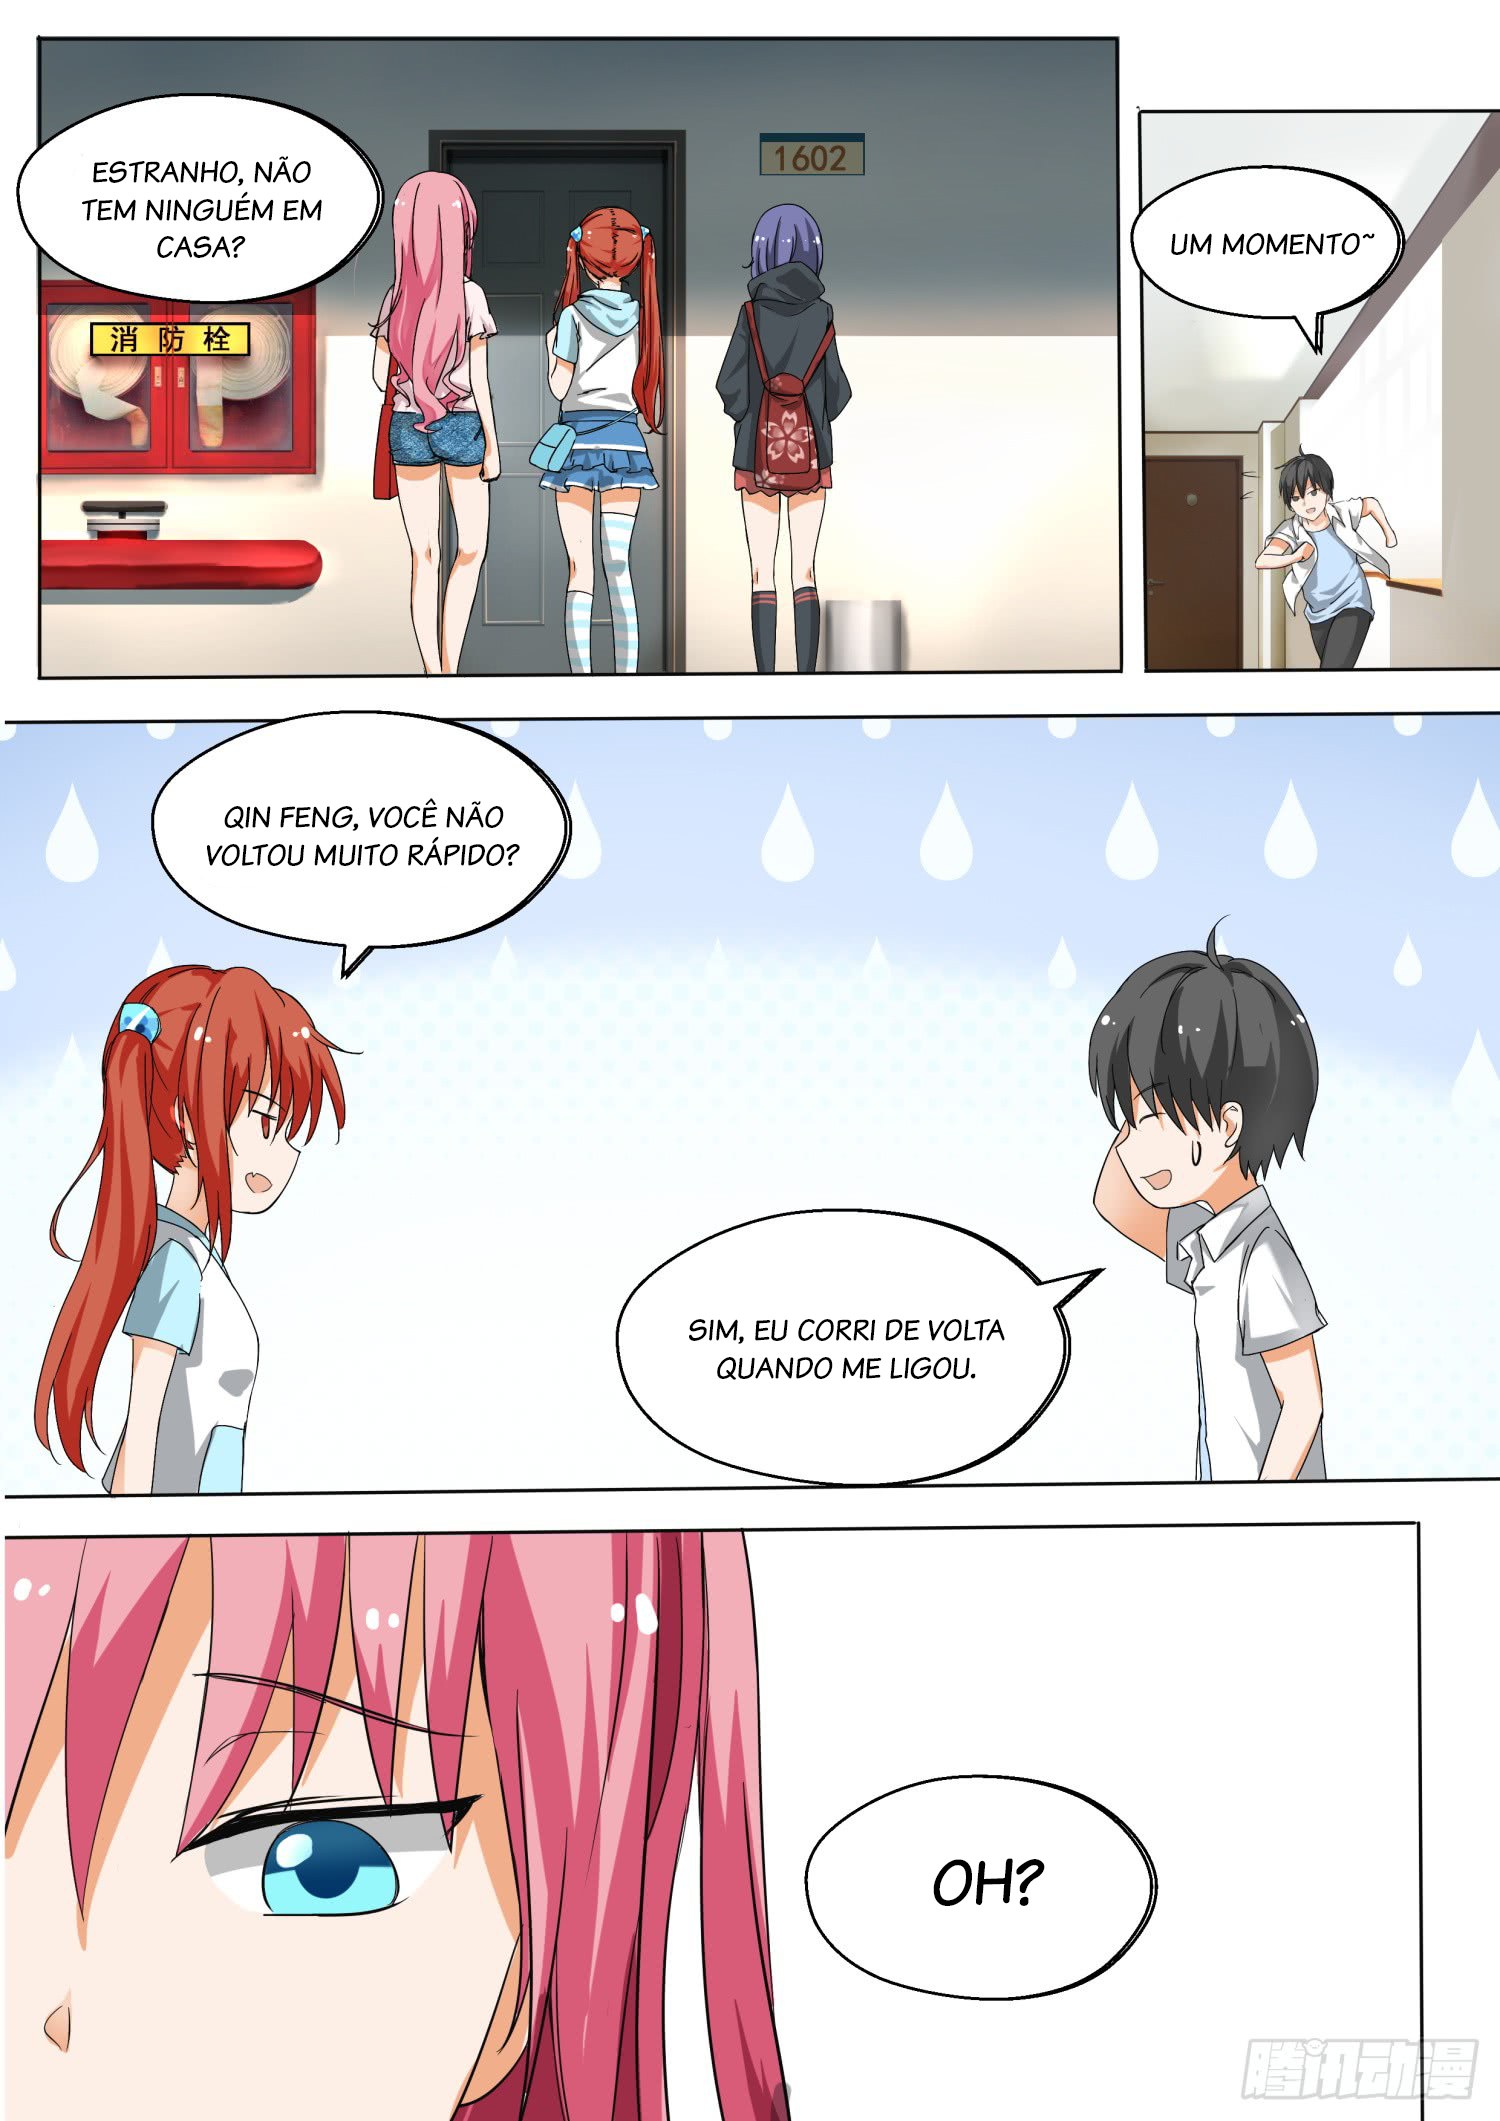 ESTRANHO, NÃO
TEM NINGUÉM EM
CASA?
1602
消防栓
UM MOMENTO~
QIN FENG, VOCÊ NÃO
VOLTOU MUITO RÁPIDO?
SIM, EU CORRI DE VOLTA
QUANDO ME LIGOU.
OH?
腾讯动漫